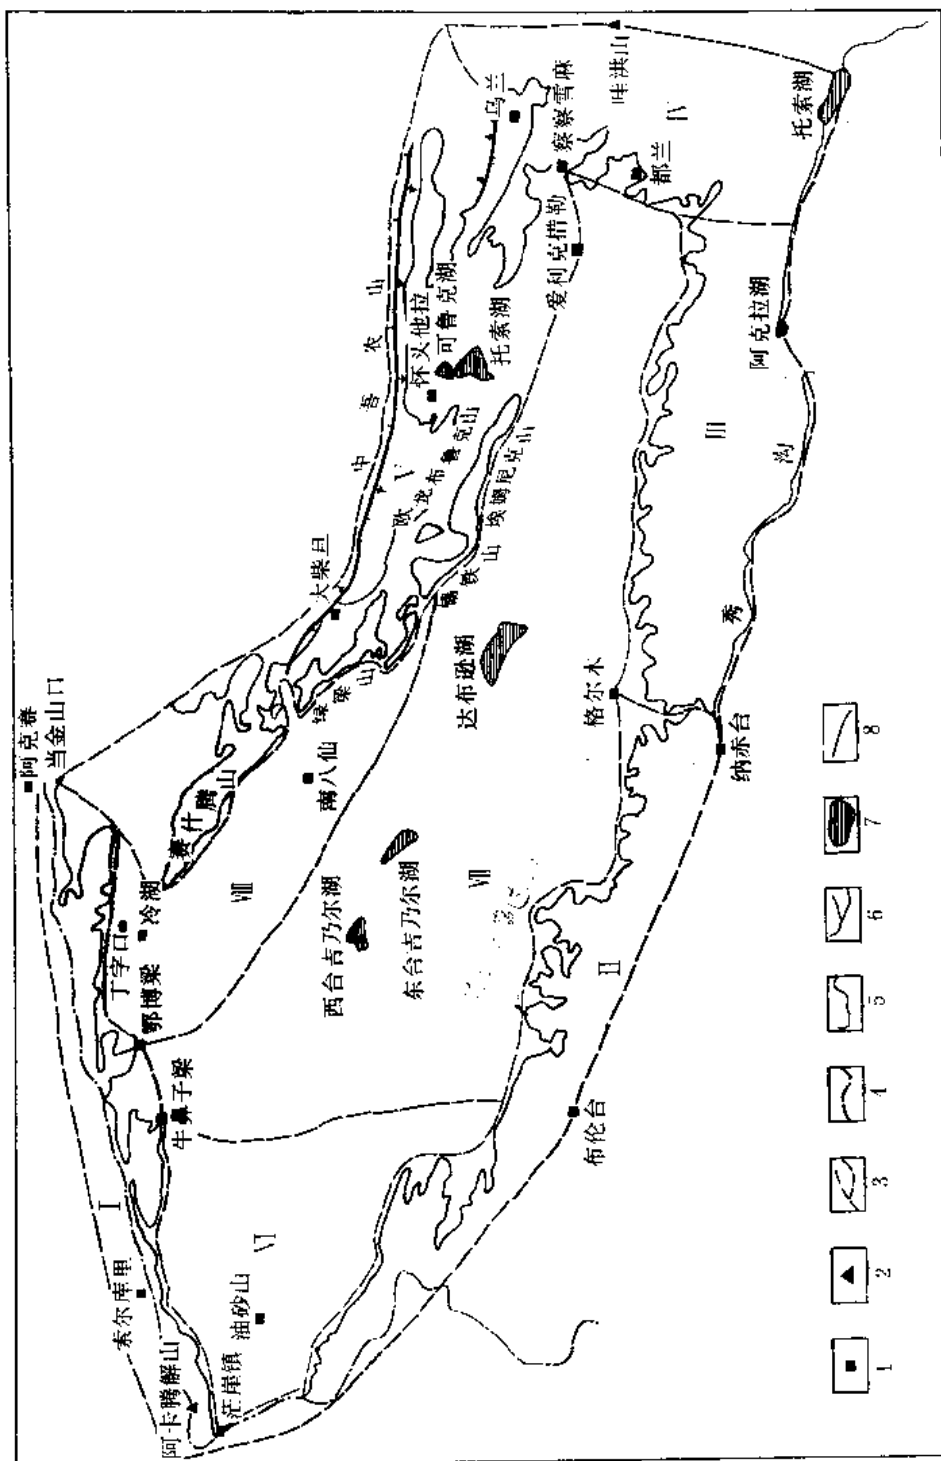 阿克赛
当金山口
丁字口
冷湖
鄂博梁
牛鼻子梁
I
索尔库里
阿卡腾解山
茫崖镇
油砂山
VI
赛什腾山
VIII
南八仙
绿梁山
大柴旦
中吾农山
V
怀头他拉
可鲁克湖
托索湖
欧龙布鲁克山
埃姆尼克山
锡铁山
乌兰
察察雪麻
哇洪山
IV
都兰
爱利克措勒
托索湖
阿克拉湖
西台吉乃尔湖
东台吉乃尔湖
VII
达布逊湖
格尔木
III
秀沟
纳赤台
II
布伦台
1
2
3
4
5
6
7
8